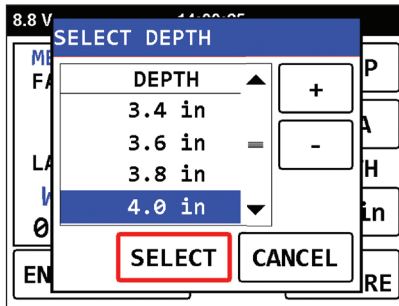 8.8 V
SELECT DEPTH
DEPTH
3.4 in
3.6 in
3.8 in
4.0 in
+
-
SELECT
CANCEL